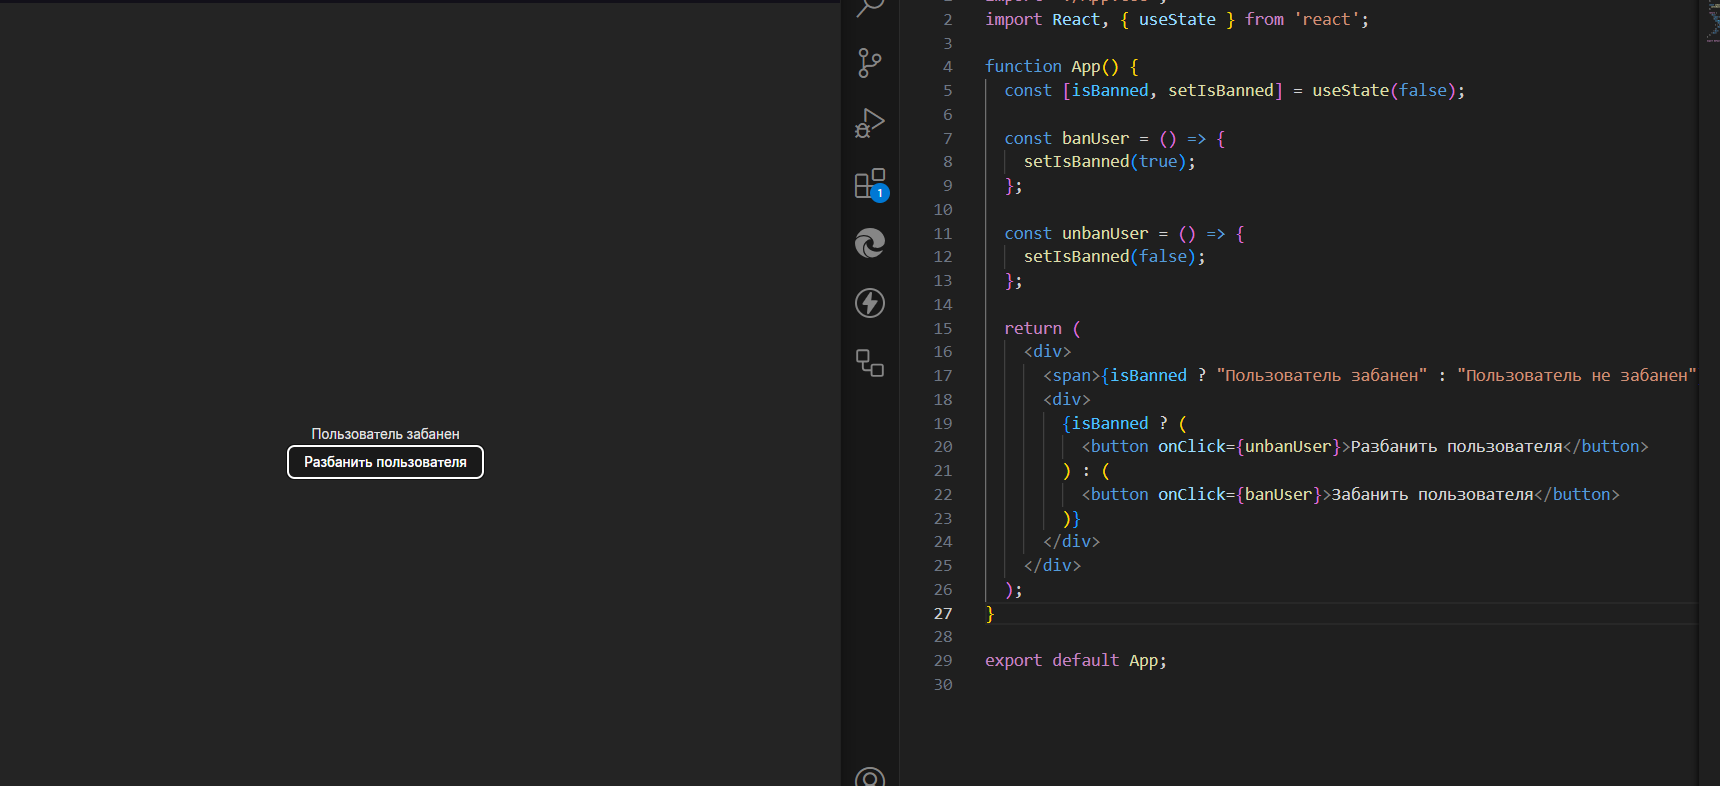 Пользователь забанен
Разбанить пользователя
1
2 import React, { useState } from 'react';
3
4 function App() {
5 const [isBanned, setIsBanned] = useState(false);
6
7 const banUser = () => {
8 setIsBanned(true);
9 };
10
11 const unbanUser = () => {
12 setIsBanned(false);
13 };
14
15 return (
16 <div>
17 <span>{isBanned ? "Пользователь забанен" : "Пользователь не забанен"
18 <div>
19 {isBanned ? (
20 <button onClick={unbanUser}>Разбанить пользователя</button>
21 ) : (
22 <button onClick={banUser}>Забанить пользователя</button>
23 )}
24 </div>
25 </div>
26 );
27 }
28
29 export default App;
30